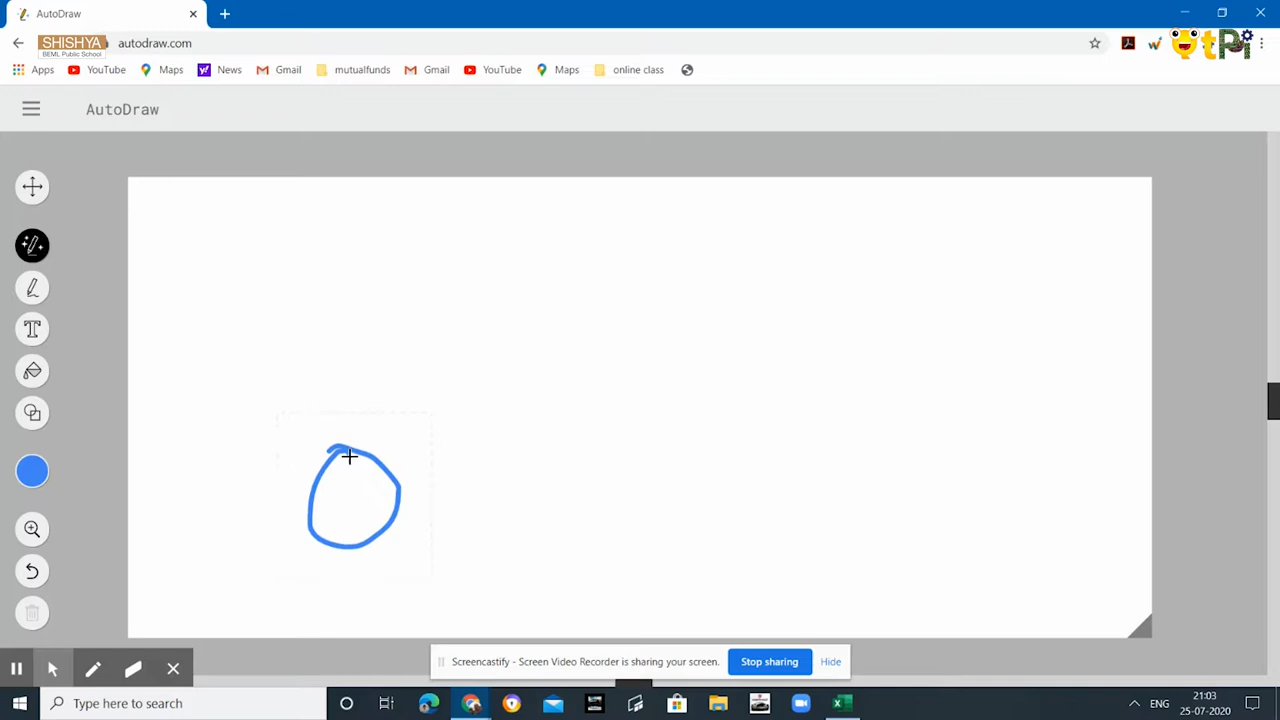 AutoDraw
SHISHYA
BEML Public School
autodraw.com
tPi
Apps YouTube Maps News Gmail mutualfunds Gmail YouTube Maps online class
AutoDraw
T
Screencastify - Screen Video Recorder is sharing your screen. Stop sharing Hide
Type here to search
ENG
21:03
25-07-2020